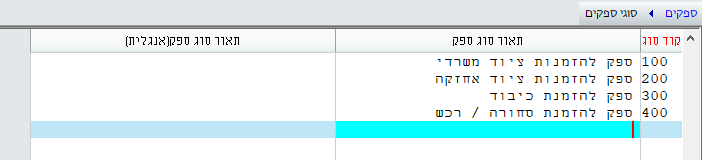 ספקים ◄ סוגי ספקים
קוד סוג תאור סוג ספק תאור סוג ספק(אנגלית)
100 ספק להזמנות ציוד משרדי
200 ספק להזמנות ציוד אחזקה
300 ספק להזמנת כיבוד
400 ספק להזמנת סחורה / רכש